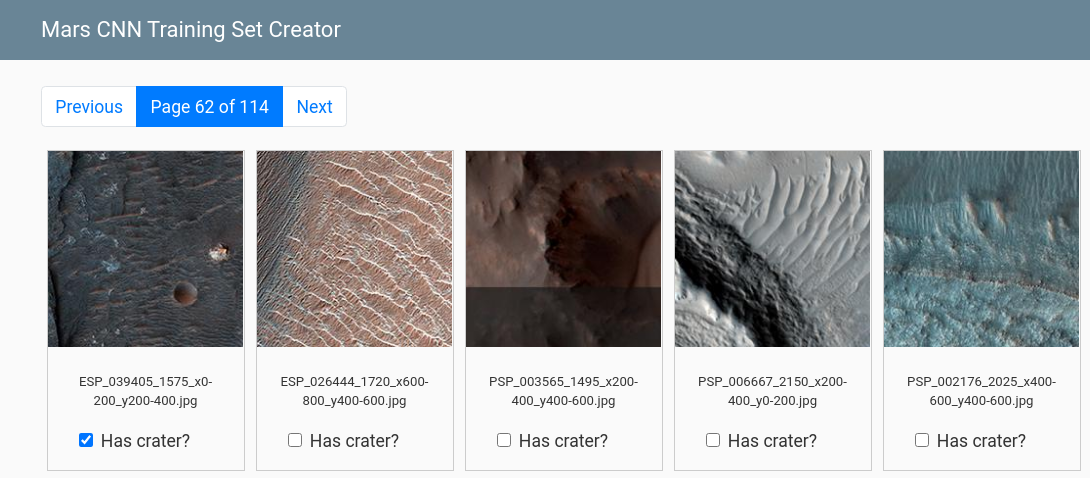 Mars CNN Training Set Creator
Previous Page 62 of 114 Next
ESP_039405_1575_x0-
200_y200-400.jpg
Has crater?
ESP_026444_1720_x600-
800_y400-600.jpg
Has crater?
PSP_003565_1495_x200-
400_y400-600.jpg
Has crater?
PSP_006667_2150_x200-
400_y0-200.jpg
Has crater?
PSP_002176_2025_x400-
600_y400-600.jpg
Has crater?